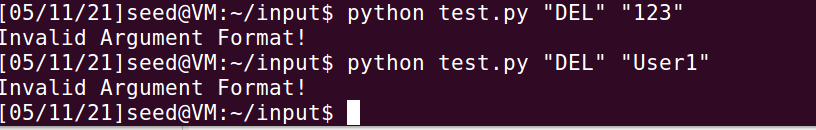 [05/11/21]seed@VM:~/input$ python test.py "DEL" "123"
Invalid Argument Format!
[05/11/21]seed@VM:~/input$ python test.py "DEL" "User1"
Invalid Argument Format!
[05/11/21]seed@VM:~/input$